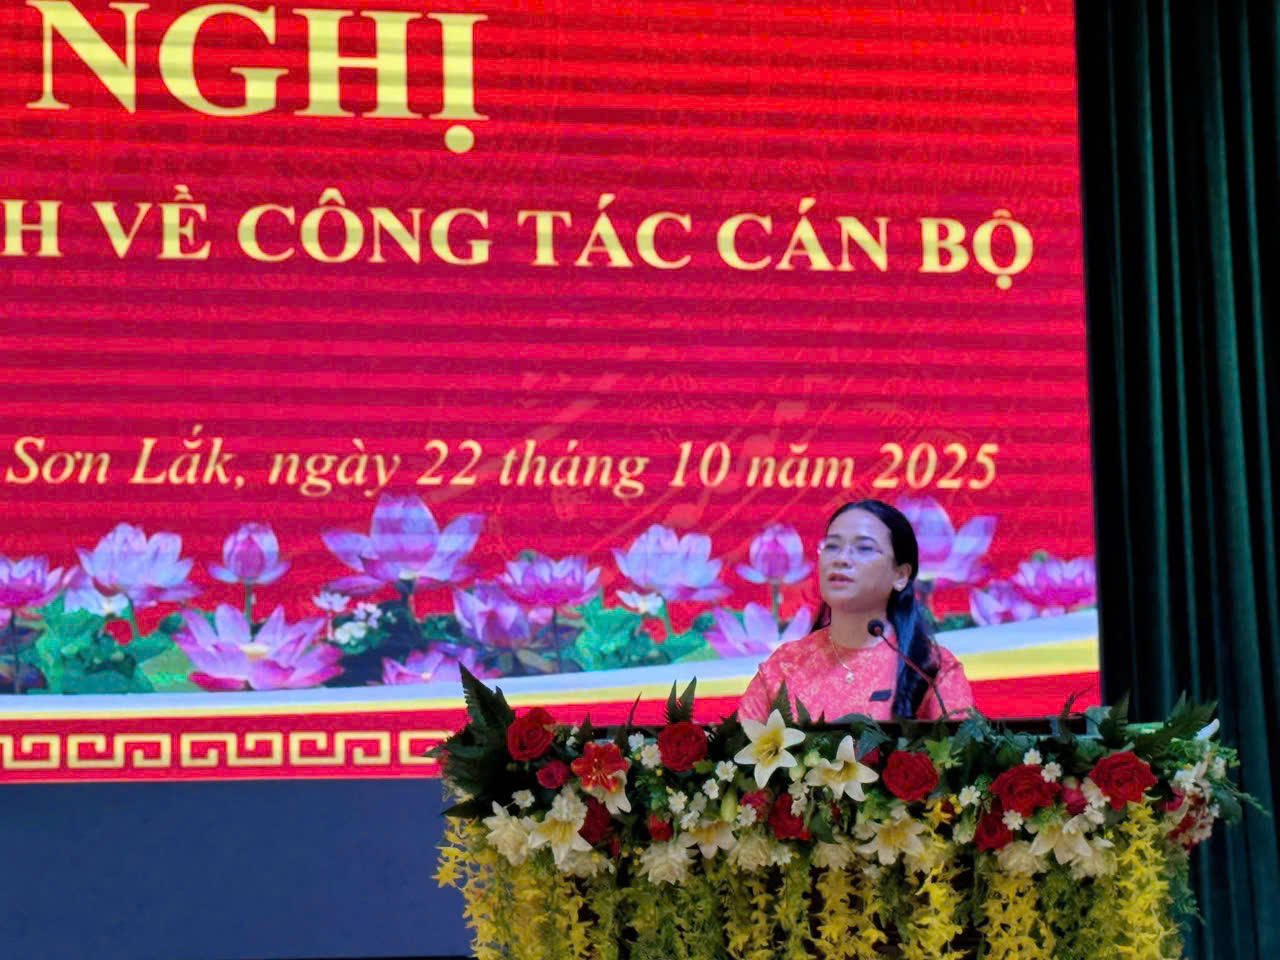 NGHỊ
H VỀ CÔNG TÁC CÁN BỘ
Sơn Lắk, ngày 22 tháng 10 năm 2025